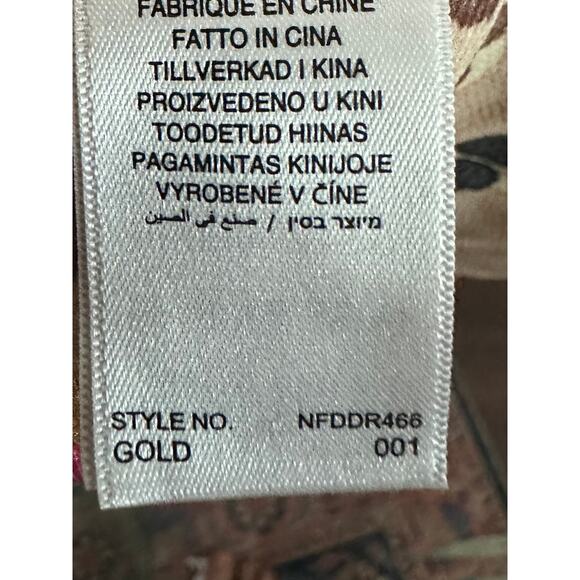 FABRIQUÉ EN CHINE
FATTO IN CINA
TILLVERKAD I KINA
PROIZVEDENO U KINI
TOODETUD HIINAS
PAGAMINTAS KINIJOJE
VYROBENÉ V ČÍNE
מיוצר בסין / صنع في الصين
STYLE NO. NFDDR466
GOLD 001